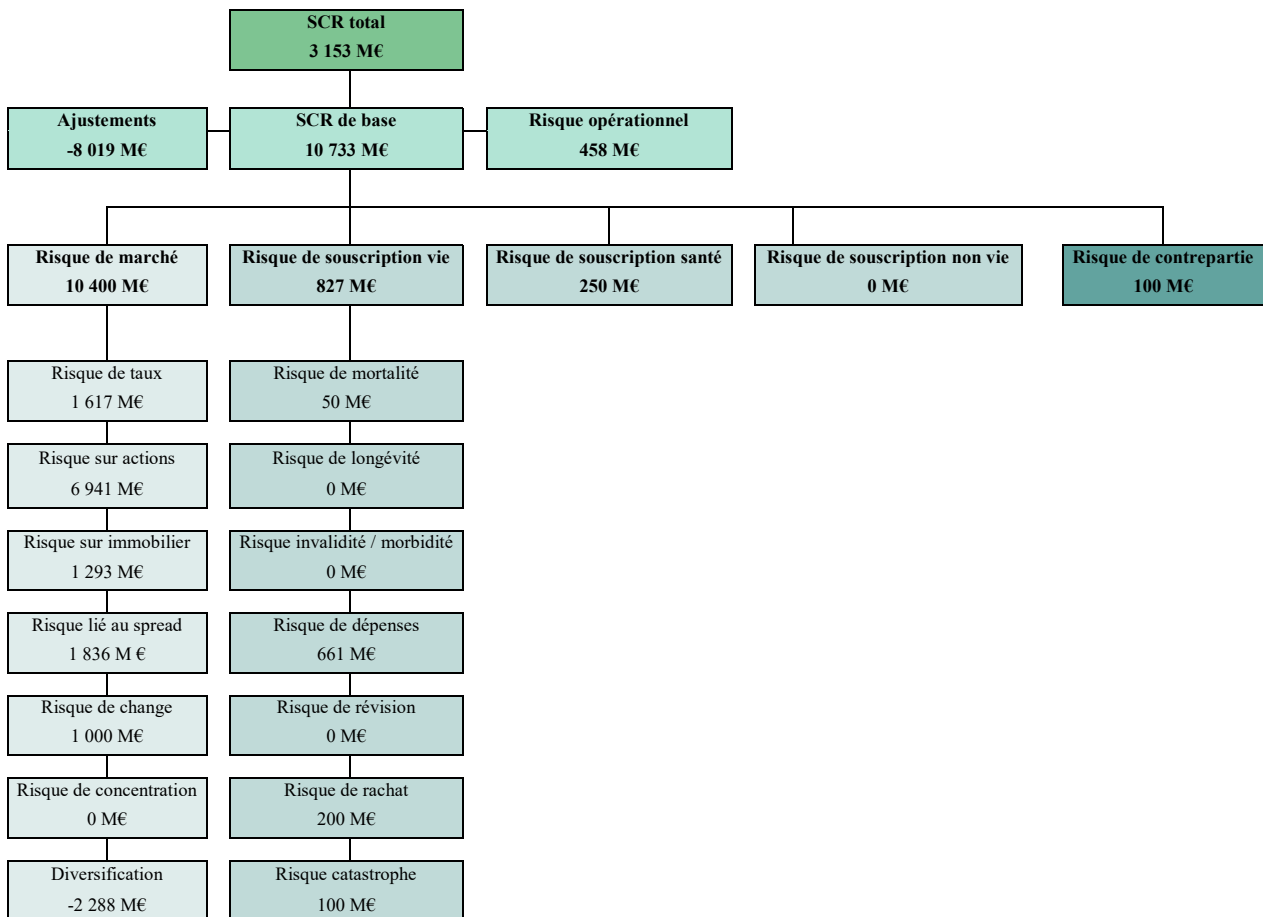 SCR total
3 153 M€
Ajustements
-8 019 M€
SCR de base
10 733 M€
Risque opérationnel
458 M€
Risque de marché
10 400 M€
Risque de souscription vie
827 M€
Risque de souscription santé
250 M€
Risque de souscription non vie
0 M€
Risque de contrepartie
100 M€
Risque de taux
1 617 M€
Risque de mortalité
50 M€
Risque sur actions
6 941 M€
Risque de longévité
0 M€
Risque sur immobilier
1 293 M€
Risque invalidité / morbidité
0 M€
Risque lié au spread
1 836 M €
Risque de dépenses
661 M€
Risque de change
1 000 M€
Risque de révision
0 M€
Risque de concentration
0 M€
Risque de rachat
200 M€
Diversification
-2 288 M€
Risque catastrophe
100 M€